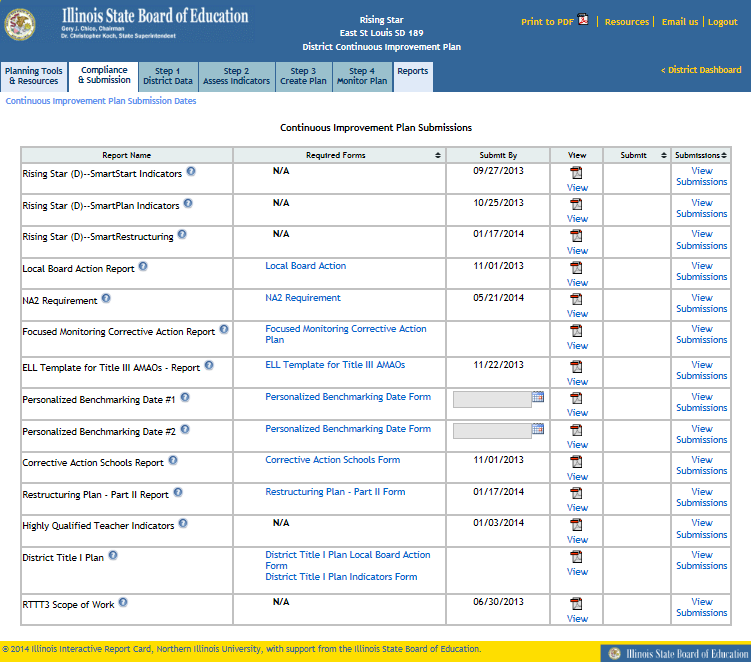 Illinois State Board of Education
Gery J. Chico, Chairman
Dr. Christopher Koch, State Superintendent
Rising Star
East St Louis SD 189
District Continuous Improvement Plan
Print to PDF | Resources | Email us | Logout
Planning Tools & Resources
Compliance & Submission
Step 1 District Data
Step 2 Assess Indicators
Step 3 Create Plan
Step 4 Monitor Plan
Reports
< District Dashboard
Continuous Improvement Plan Submission Dates
Continuous Improvement Plan Submissions
Report Name Required Forms Submit By View Submit Submissions
Rising Star (D)--SmartStart Indicators N/A 09/27/2013 View View Submissions
Rising Star (D)--SmartPlan Indicators N/A 10/25/2013 View View Submissions
Rising Star (D)--SmartRestructuring N/A 01/17/2014 View View Submissions
Local Board Action Report Local Board Action 11/01/2013 View View Submissions
NA2 Requirement NA2 Requirement 05/21/2014 View View Submissions
Focused Monitoring Corrective Action Report Focused Monitoring Corrective Action Plan View View Submissions
ELL Template for Title III AMAOs - Report ELL Template for Title III AMAOs 11/22/2013 View View Submissions
Personalized Benchmarking Date #1 Personalized Benchmarking Date Form View View Submissions
Personalized Benchmarking Date #2 Personalized Benchmarking Date Form View View Submissions
Corrective Action Schools Report Corrective Action Schools Form 11/01/2013 View View Submissions
Restructuring Plan - Part II Report Restructuring Plan - Part II Form 01/17/2014 View View Submissions
Highly Qualified Teacher Indicators N/A 01/03/2014 View View Submissions
District Title I Plan District Title I Plan Local Board Action Form District Title I Plan Indicators Form View View Submissions
RTTT3 Scope of Work N/A 06/30/2013 View View Submissions
© 2014 Illinois Interactive Report Card, Northern Illinois University, with support from the Illinois State Board of Education.
Illinois State Board of Education